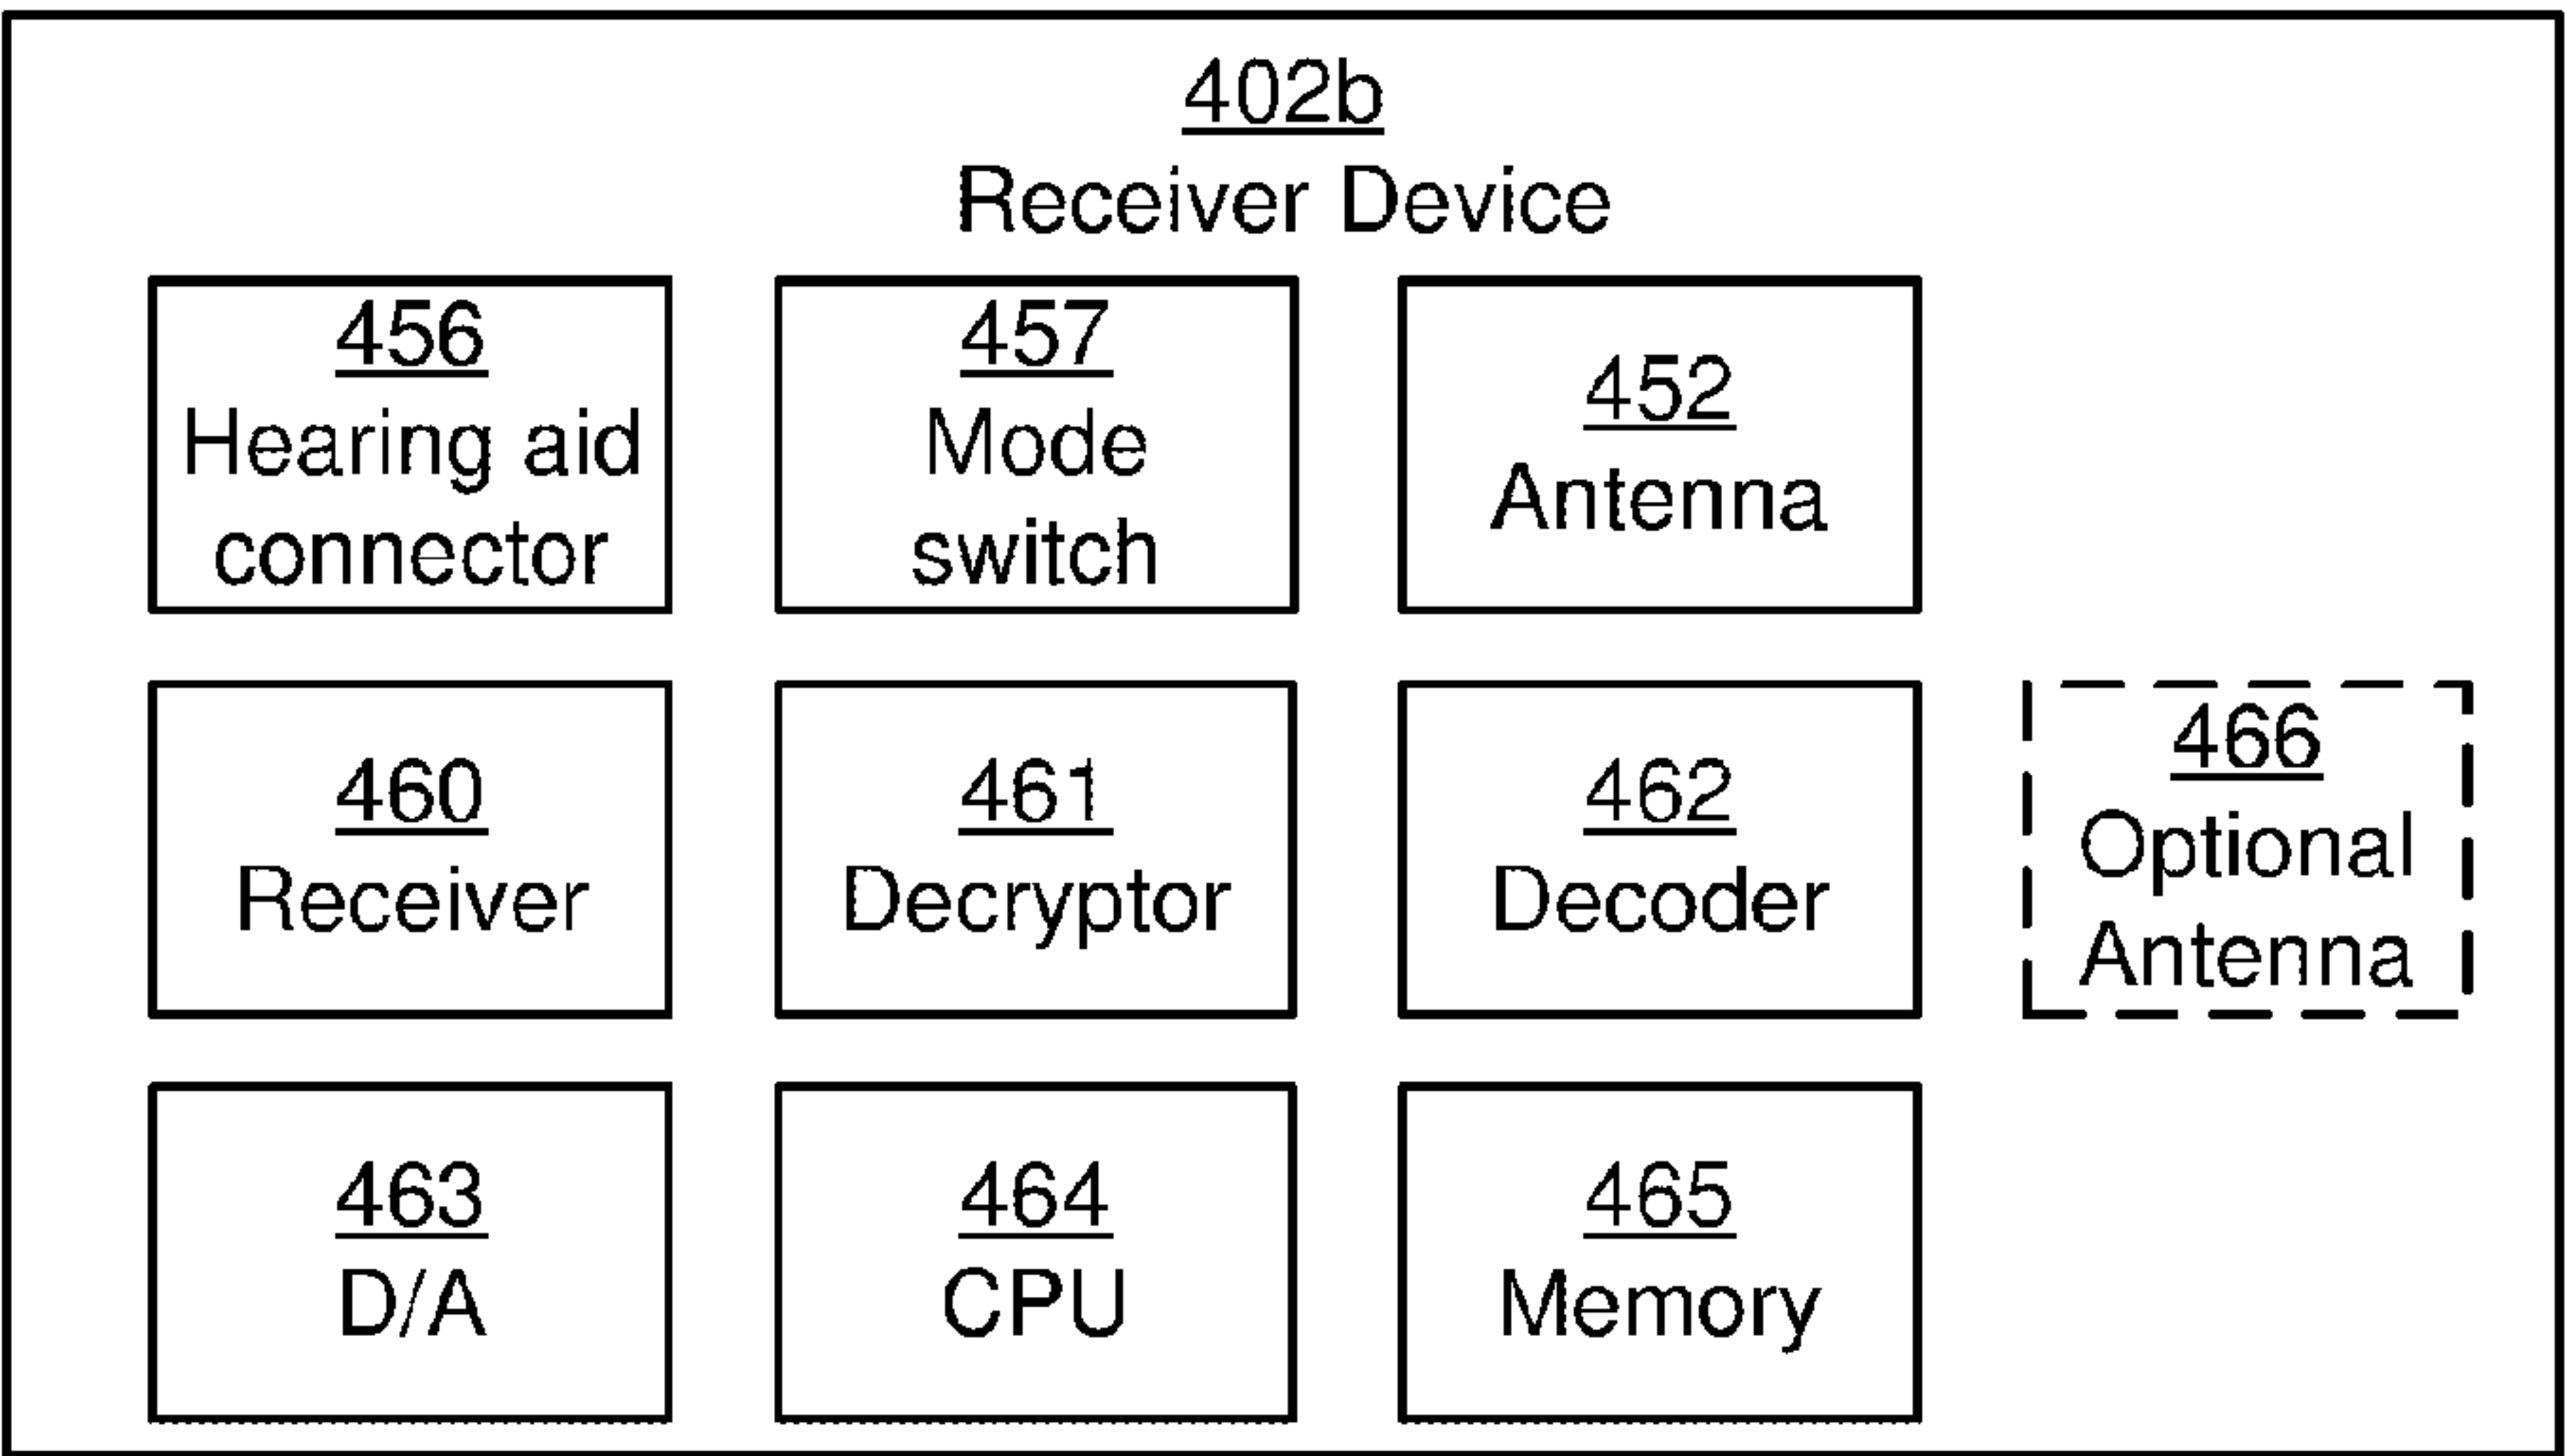 402b
Receiver Device
456
Hearing aid
connector
457
Mode
switch
452
Antenna
460
Receiver
461
Decryptor
462
Decoder
466
Optional
Antenna
463
D/A
464
CPU
465
Memory